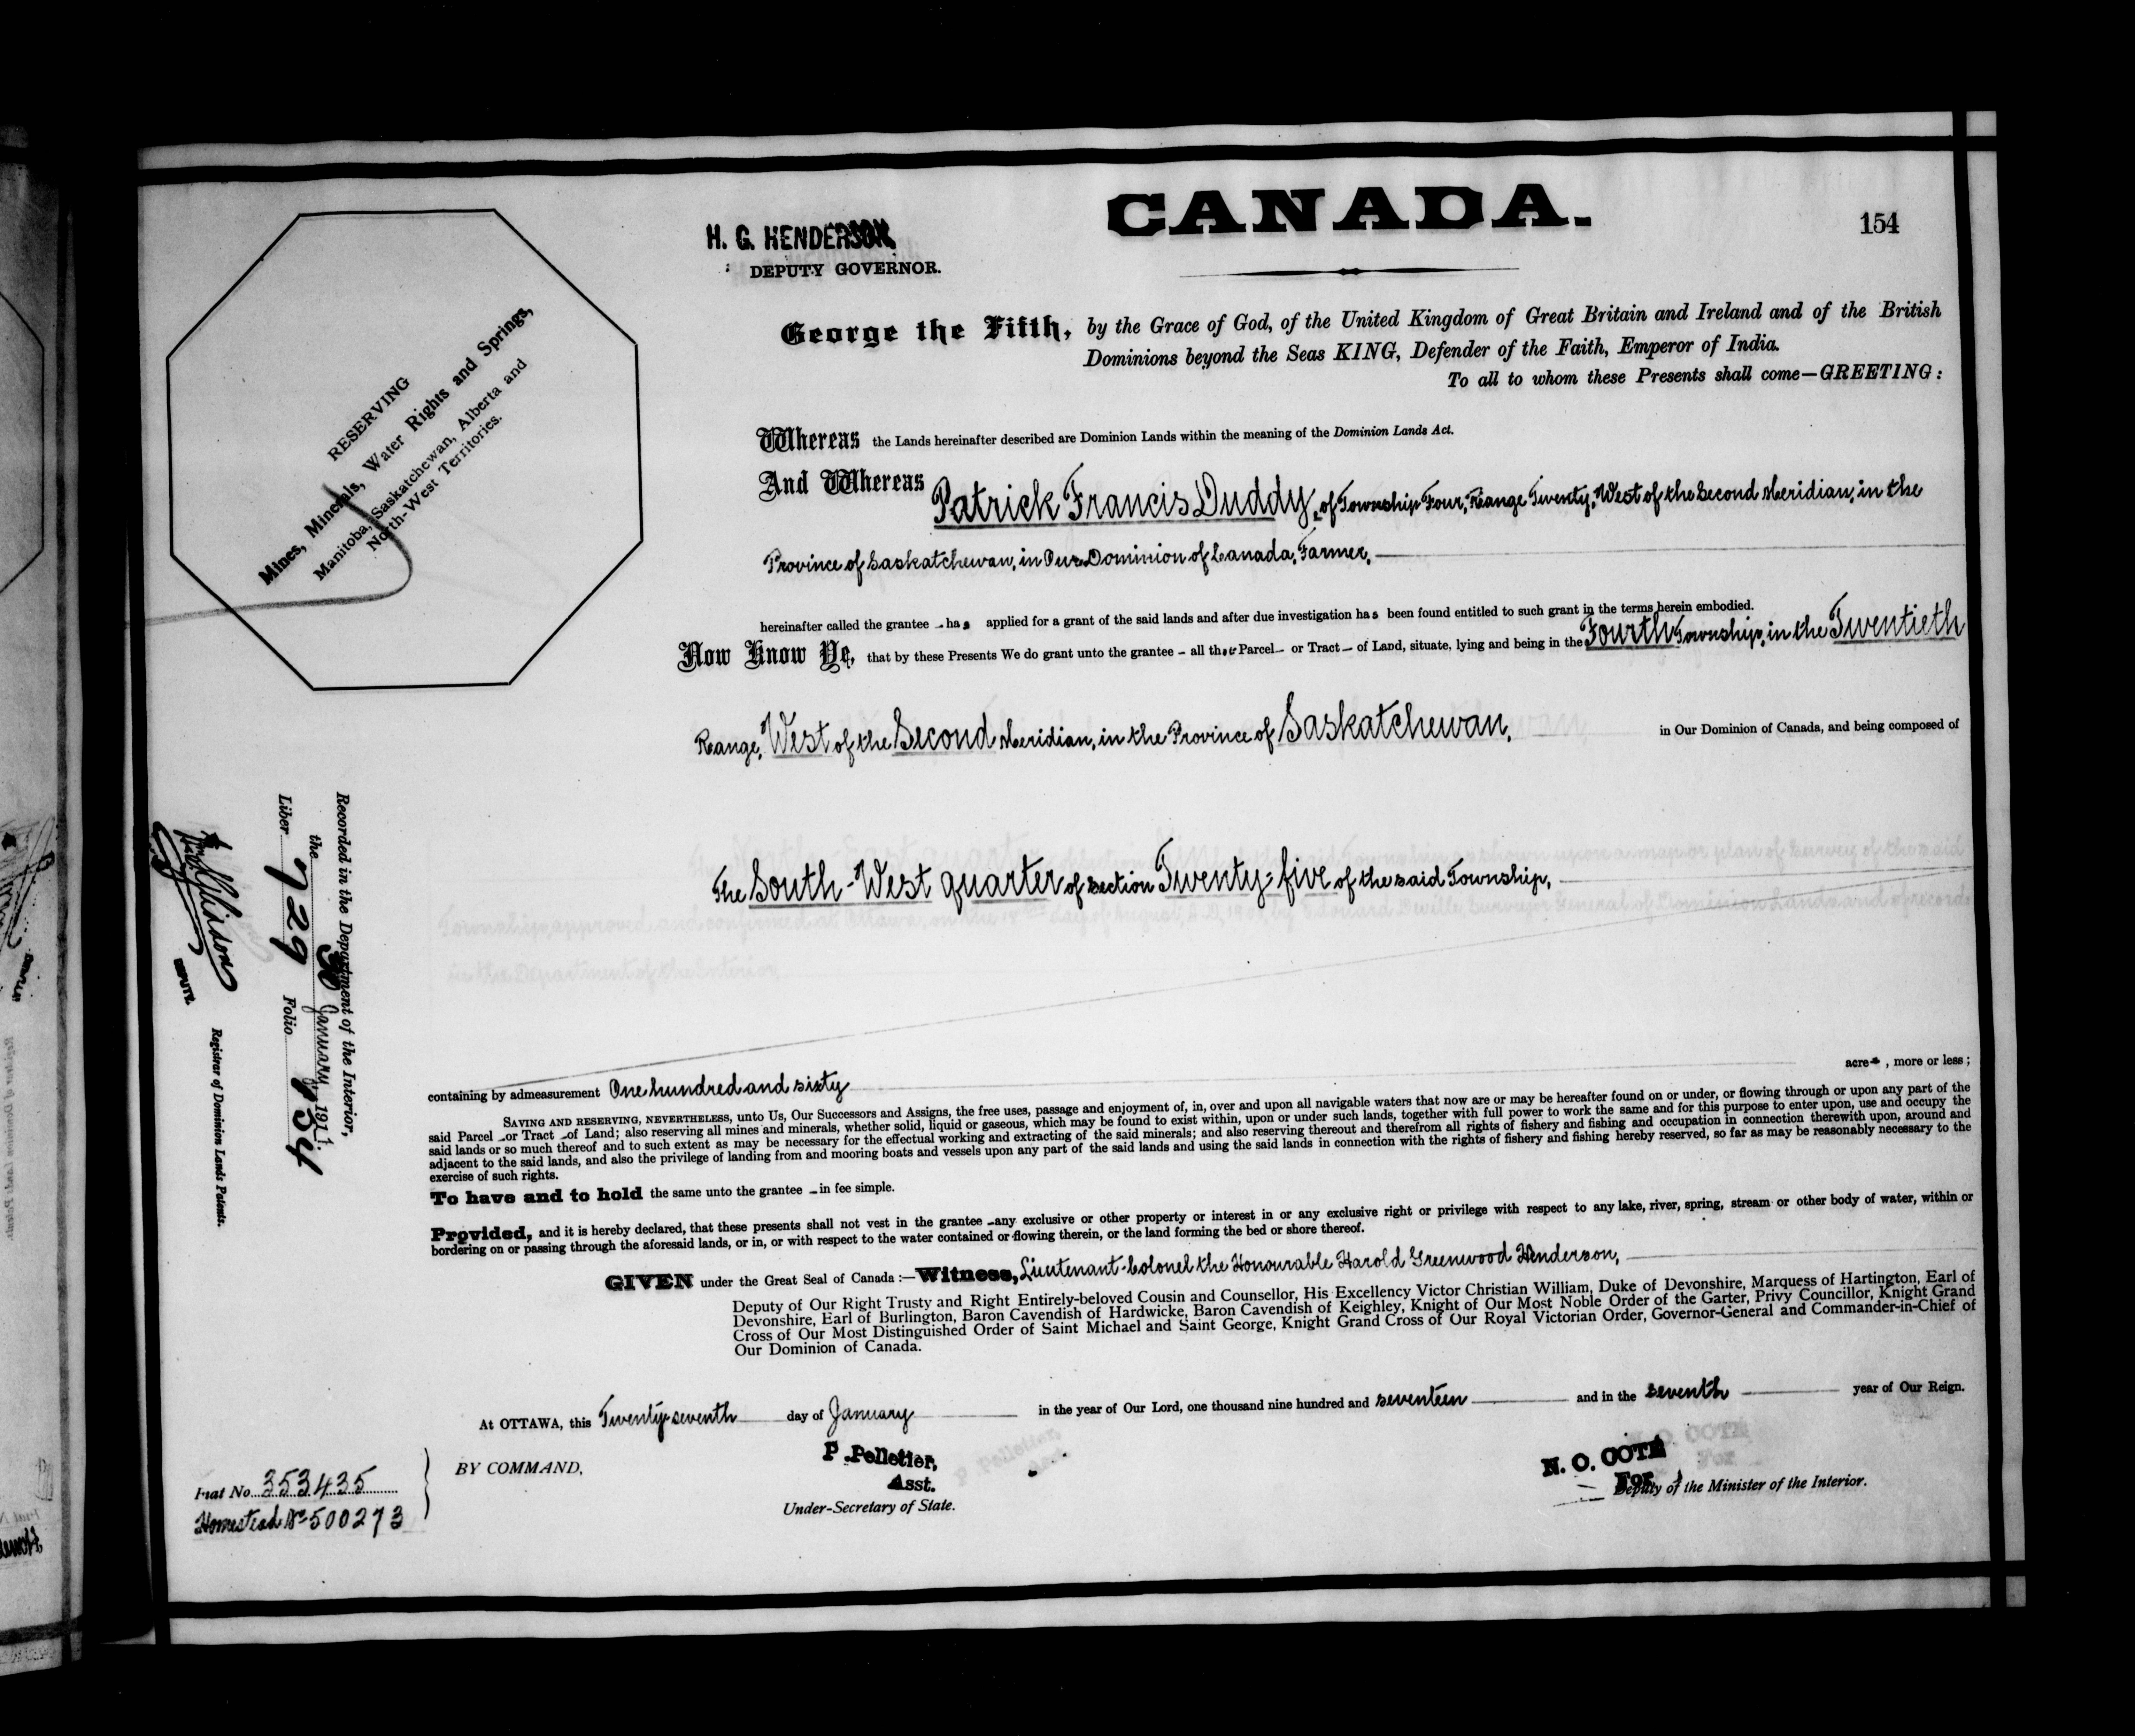 CANADA.
154
H. G. HENDERSON,
DEPUTY GOVERNOR.
RESERVING
Mines, Minerals, Water Rights and Springs,
Manitoba, Saskatchewan, Alberta and
North-West Territories.
George the Fifth, by the Grace of God, of the United Kingdom of Great Britain and Ireland and of the British
Dominions beyond the Seas KING, Defender of the Faith, Emperor of India.
To all to whom these Presents shall come—GREETING:
Whereas the Lands hereinafter described are Dominion Lands within the meaning of the Dominion Lands Act.
And Whereas Patrick Francis Duddy, of Township Four, Range Twenty, West of the Second Meridian, in the
Province of Saskatchewan, in Our Dominion of Canada, Farmer,
hereinafter called the grantee - has applied for a grant of the said lands and after due investigation has been found entitled to such grant in the terms herein embodied.
Now Know Ye, that by these Presents We do grant unto the grantee - all that Parcel - or Tract - of Land, situate, lying and being in the Fourth Township, in the Twentieth
Range, West of the Second Meridian, in the Province of Saskatchewan, in Our Dominion of Canada, and being composed of
The South-West quarter of section Twenty-five of the said Township,
containing by admeasurement One hundred and sixty acres, more or less;
SAVING AND RESERVING, NEVERTHELESS, unto Us, Our Successors and Assigns, the free uses, passage and enjoyment of, in, over and upon all navigable waters that now are or may be hereafter found on or under, or flowing through or upon any part of the
said Parcel - or Tract - of Land; also reserving all mines and minerals, whether solid, liquid or gaseous, which may be found to exist within, upon or under such lands, together with full power to work the same and for this purpose to enter upon, use and occupy the
said lands or so much thereof and to such extent as may be necessary for the effectual working and extracting of the said minerals; and also reserving thereout and therefrom all rights of fishery and fishing and occupation in connection therewith upon, around and
adjacent to the said lands, and also the privilege of landing from and mooring boats and vessels upon any part of the said lands and using the said lands in connection with the rights of fishery and fishing hereby reserved, so far as may be reasonably necessary to the
exercise of such rights.
To have and to hold the same unto the grantee - in fee simple.
Provided, and it is hereby declared, that these presents shall not vest in the grantee - any exclusive or other property or interest in or any exclusive right or privilege with respect to any lake, river, spring, stream or other body of water, within or
bordering on or passing through the aforesaid lands, or in, or with respect to the water contained or flowing therein, or the land forming the bed or shore thereof.
GIVEN under the Great Seal of Canada:—Witness, Lieutenant-Colonel the Honourable Harold Greenwood Henderson,
Deputy of Our Right Trusty and Right Entirely-beloved Cousin and Counsellor, His Excellency Victor Christian William, Duke of Devonshire, Marquess of Hartington, Earl of
Devonshire, Earl of Burlington, Baron Cavendish of Hardwicke, Baron Cavendish of Keighley, Knight of Our Most Noble Order of the Garter, Privy Councillor, Knight Grand
Cross of Our Most Distinguished Order of Saint Michael and Saint George, Knight Grand Cross of Our Royal Victorian Order, Governor-General and Commander-in-Chief of
Our Dominion of Canada.
At OTTAWA, this Twenty-seventh day of January in the year of Our Lord, one thousand nine hundred and seventeen and in the seventh year of Our Reign.
BY COMMAND,
P. Pelletier,
Asst.
Under-Secretary of State.
N. O. COTÉ
For
Deputy of the Minister of the Interior.
Fiat No. 353435
Homestead No 500273
Recorded in the Department of the Interior,
the 30 January 1917.
Liber 729 Folio 154
DEPUTY.
Registrar of Dominion Lands Patents.